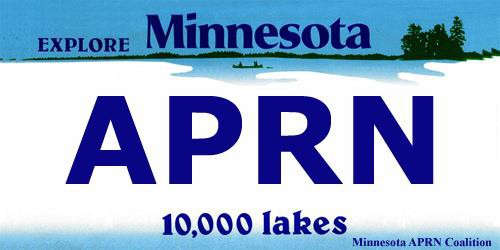 EXPLORE Minnesota
APRN
10,000 lakes
Minnesota APRN Coalition